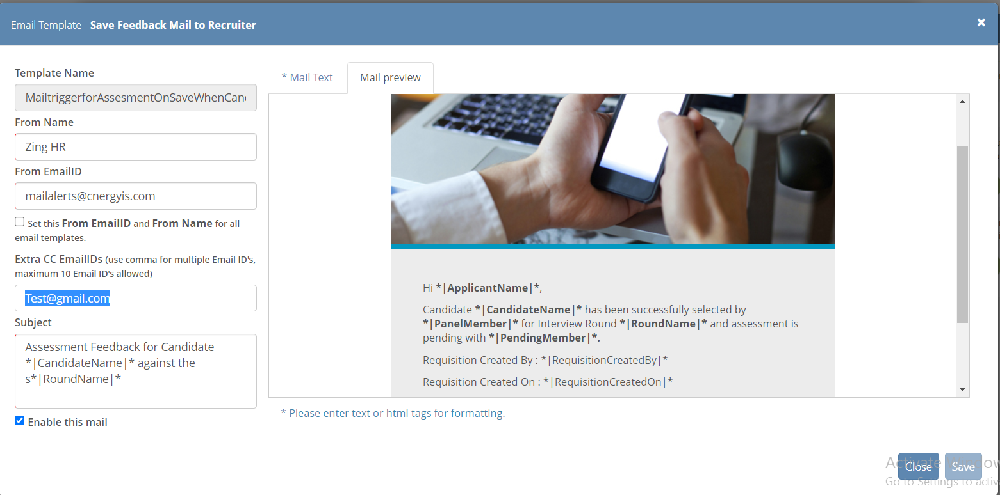 Email Template - Save Feedback Mail to Recruiter
×
Template Name
MailtriggerforAssesmentOnSaveWhenCan
From Name
Zing HR
From EmailID
mailalerts@cnergyis.com
Set this From EmailID and From Name for all
email templates.
Extra CC EmailIDs (use comma for multiple Email ID's,
maximum 10 Email ID's allowed)
Test@gmail.com
Subject
Assessment Feedback for Candidate
*|CandidateName|* against the
s*|RoundName|*
Enable this mail
* Mail Text
Mail preview
Hi *|ApplicantName|*,
Candidate *|CandidateName|* has been successfully selected by
*|PanelMember|* for Interview Round *|RoundName|* and assessment is
pending with *|PendingMember|*.
Requisition Created By : *|RequisitionCreatedBy|*
Requisition Created On : *|RequisitionCreatedOn|*
* Please enter text or html tags for formatting.
Close
Save
Activate
Go to Settings to activ